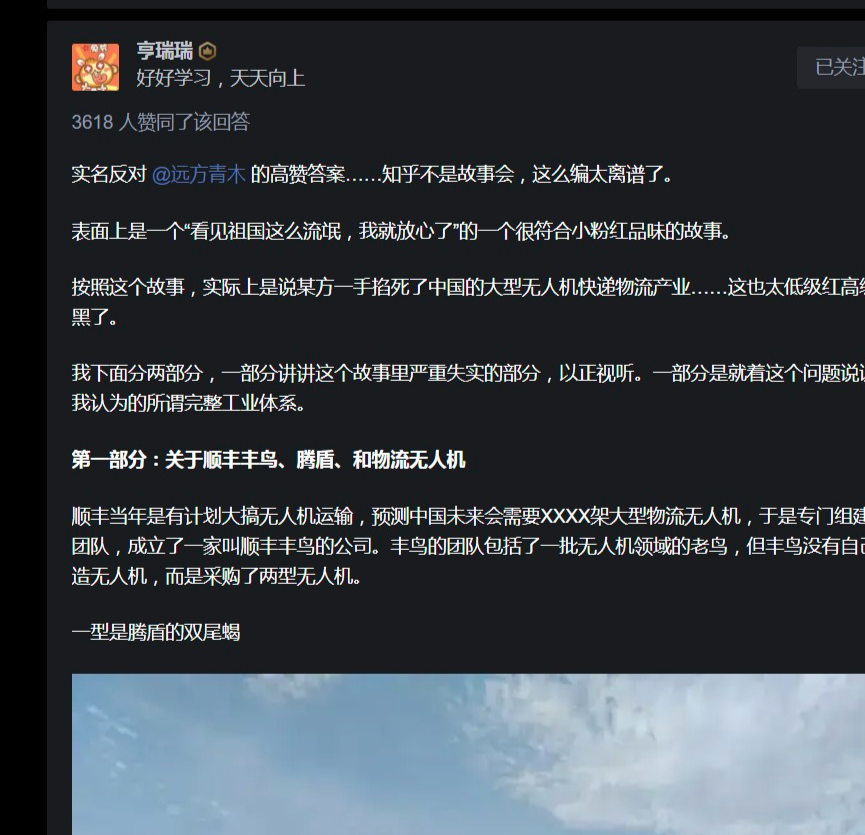 亨瑞瑞
好好学习，天天向上
已关注
3618 人赞同了该回答
实名反对 @远方青木 的高赞答案……知乎不是故事会，这么编太离谱了。
表面上是一个“看见祖国这么流氓，我就放心了”的一个很符合小粉红品味的故事。
按照这个故事，实际上是说某方一手掐死了中国的大型无人机快递物流产业……这也太低级红高级
黑了。
我下面分两部分，一部分讲讲这个故事里严重失实的部分，以正视听。一部分是就着这个问题说说
我认为的所谓完整工业体系。
第一部分：关于顺丰丰鸟、腾盾、和物流无人机
顺丰当年是有计划大搞无人机运输，预测中国未来会需要XXXX架大型物流无人机，于是专门组建
团队，成立了一家叫顺丰丰鸟的公司。丰鸟的团队包括了一批无人机领域的老鸟，但丰鸟没有自己
造无人机，而是采购了两型无人机。
一型是腾盾的双尾蝎